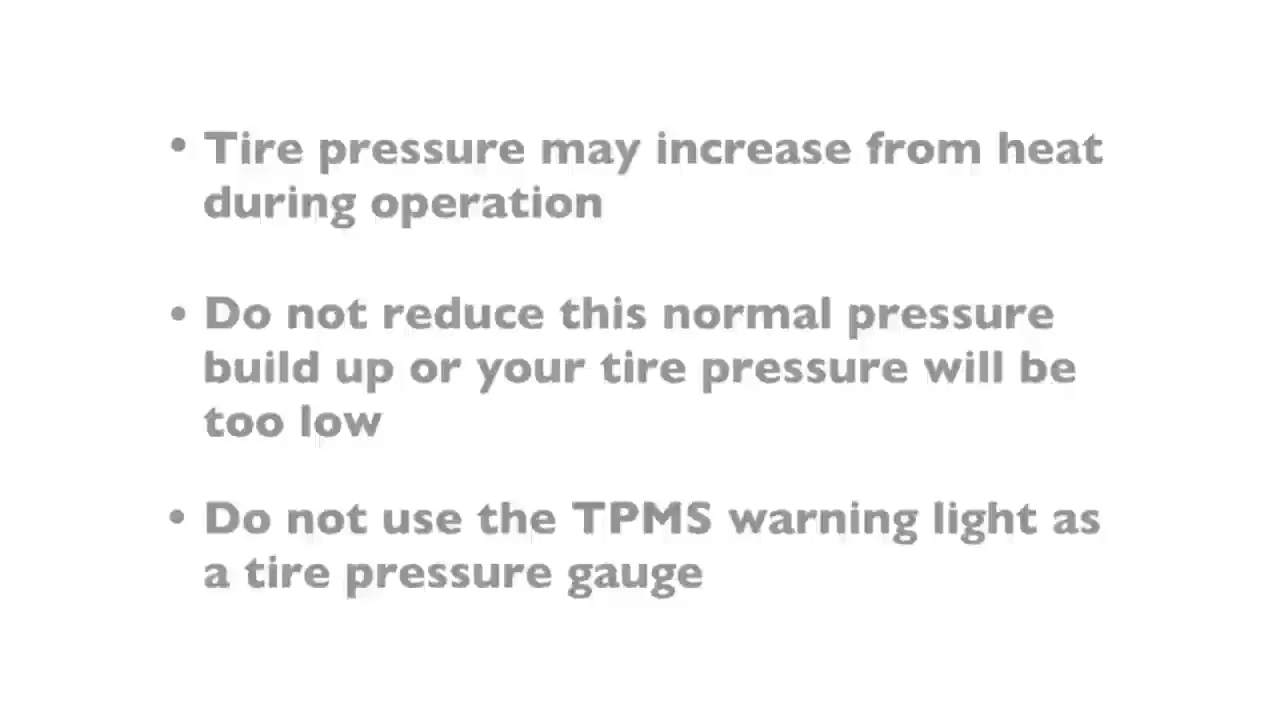 • Tire pressure may increase from heat
during operation
• Do not reduce this normal pressure
build up or your tire pressure will be
too low
• Do not use the TPMS warning light as
a tire pressure gauge